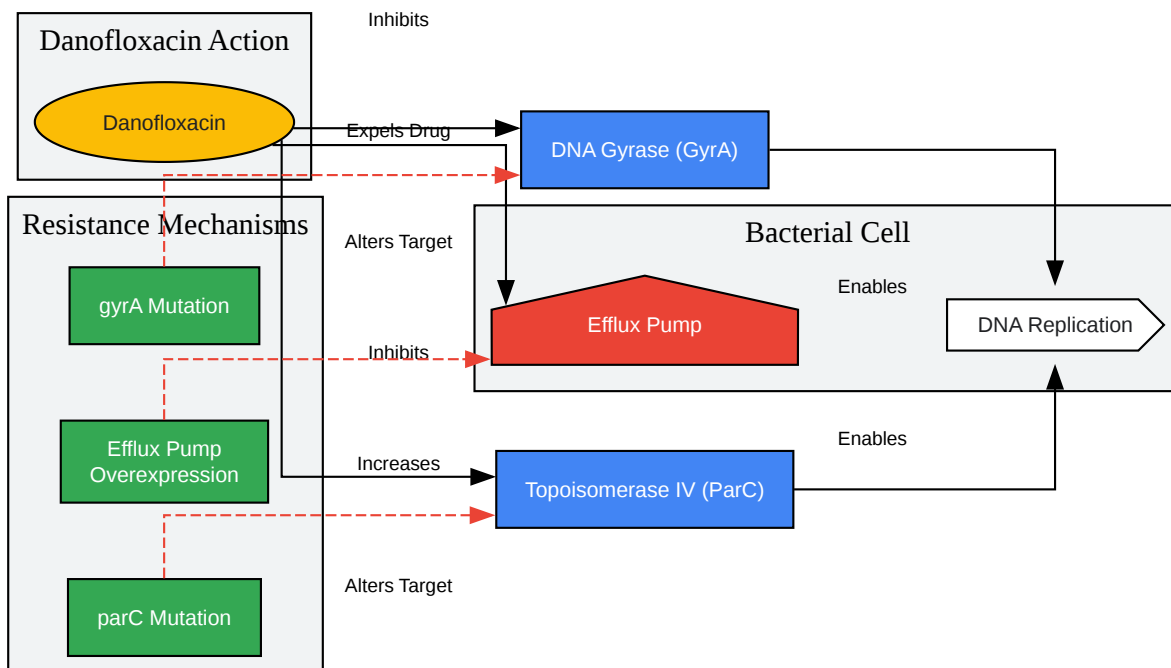 Inhibits
Danofloxacin Action
Danofloxacin
Expels Drug
DNA Gyrase (GyrA)
Resistance Mechanisms
Alters Target
Bacterial Cell
Enables
gyrA Mutation
Efflux Pump
DNA Replication
Inhibits
Efflux Pump
Overexpression
Enables
Increases
Topoisomerase IV (ParC)
Alters Target
parC Mutation